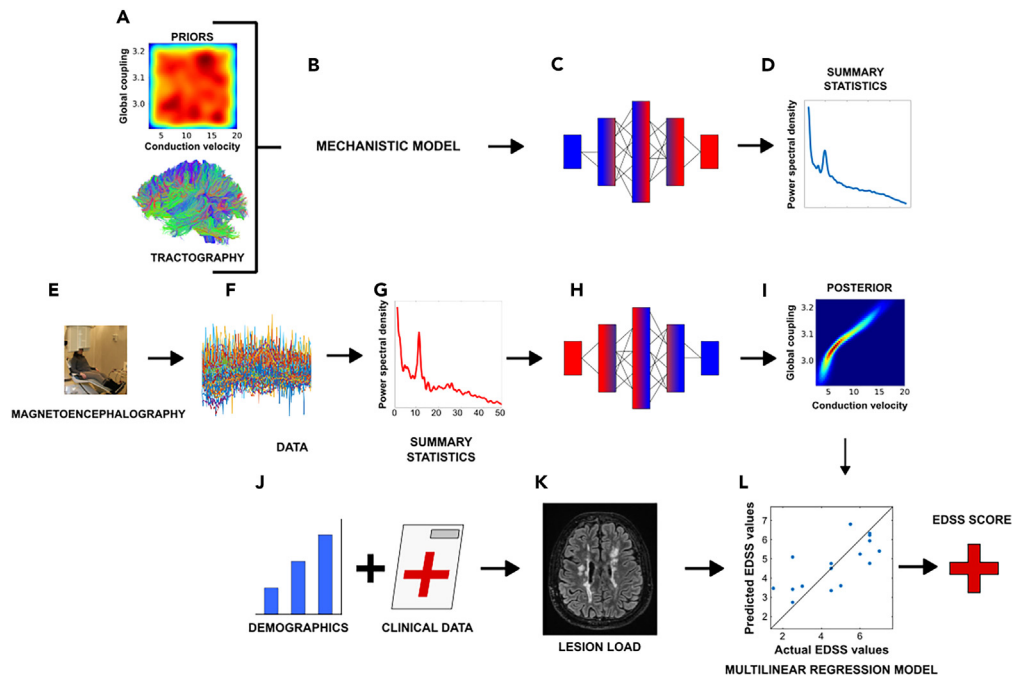 A
PRIORS
Global coupling
3.2
3.1
3.0
5 10 15 20
Conduction velocity
TRACTOGRAPHY
B
MECHANISTIC MODEL
C
D
SUMMARY
STATISTICS
Power spectral density
E
MAGNETOENCEPHALOGRAPHY
F
DATA
G
Power spectral density
0 10 20 30 40 50
SUMMARY
STATISTICS
H
I
POSTERIOR
Global coupling
3.2
3.1
3.0
5 10 15 20
Conduction velocity
J
DEMOGRAPHICS
CLINICAL DATA
K
LESION LOAD
L
Predicted EDSS values
7
6
5
4
3
2
2 4 6
Actual EDSS values
MULTILINEAR REGRESSION MODEL
EDSS SCORE